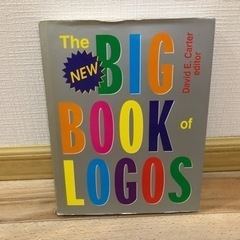 The
NEW
BIG
BOOK of
LOGOS
David E. Carter
editor